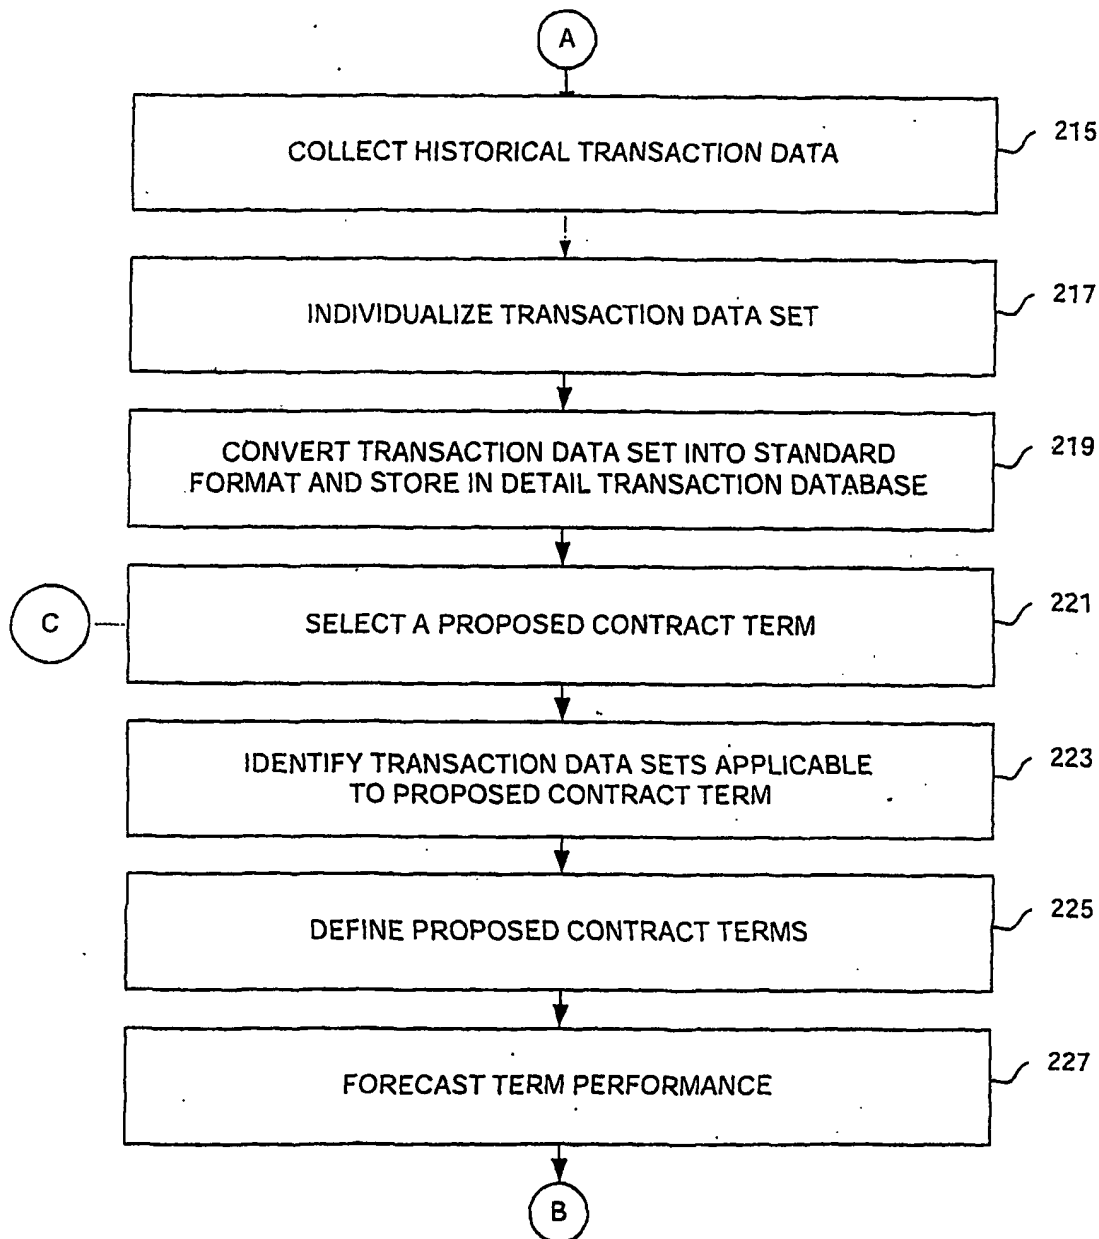 A
COLLECT HISTORICAL TRANSACTION DATA
215
INDIVIDUALIZE TRANSACTION DATA SET
217
CONVERT TRANSACTION DATA SET INTO STANDARD
FORMAT AND STORE IN DETAIL TRANSACTION DATABASE
219
C
SELECT A PROPOSED CONTRACT TERM
221
IDENTIFY TRANSACTION DATA SETS APPLICABLE
TO PROPOSED CONTRACT TERM
223
DEFINE PROPOSED CONTRACT TERMS
225
FORECAST TERM PERFORMANCE
227
B